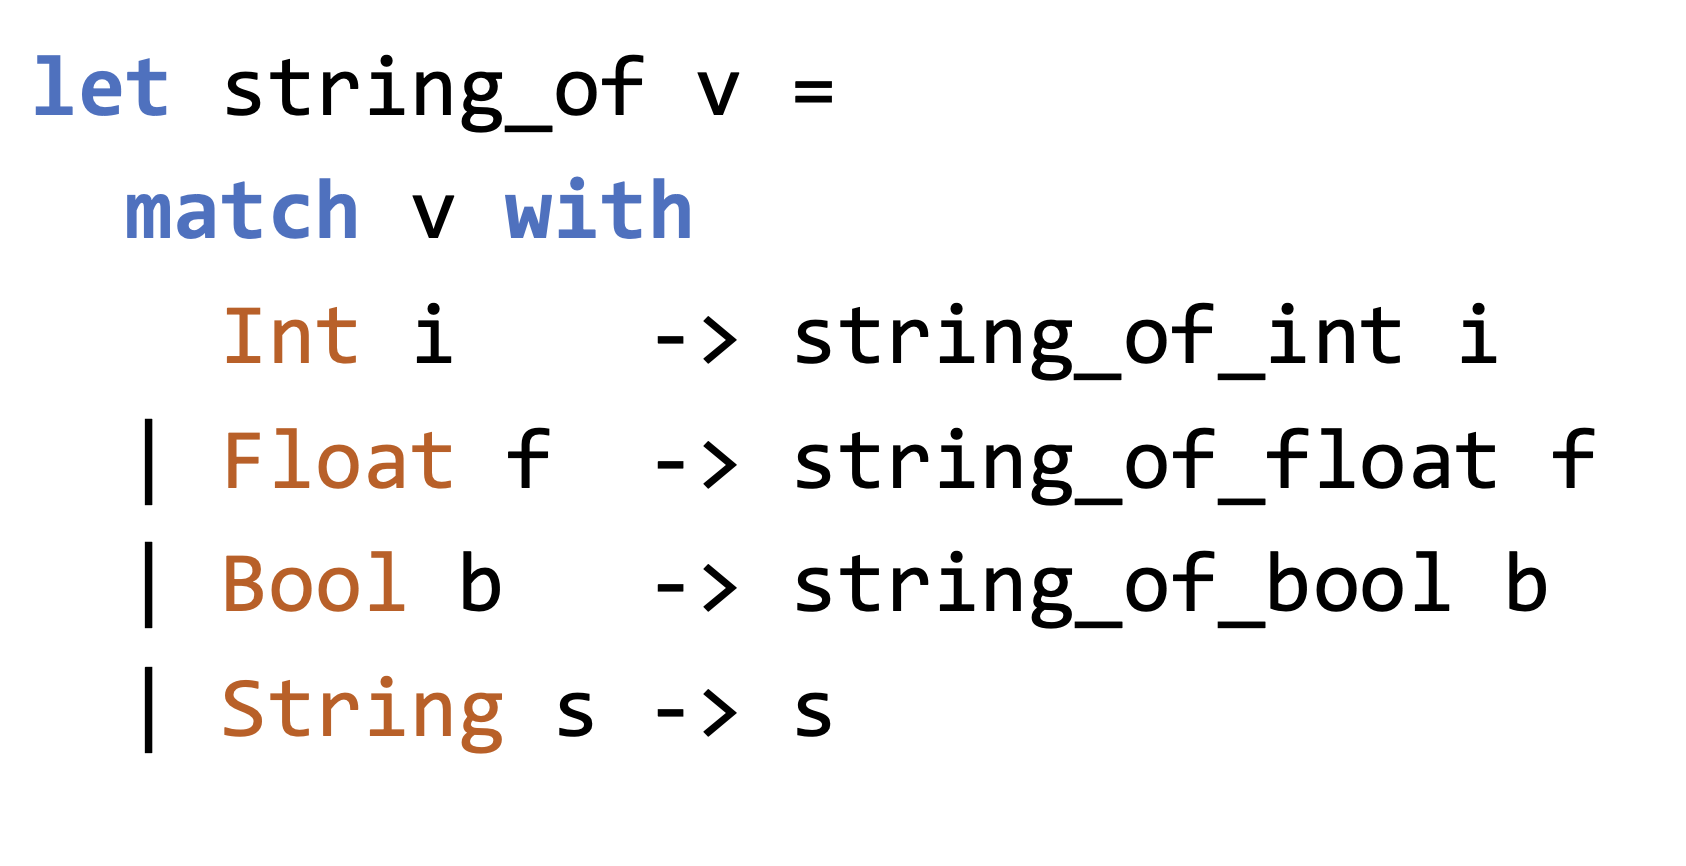 let string_of v =
  match v with
    Int i    -> string_of_int i
  | Float f  -> string_of_float f
  | Bool b   -> string_of_bool b
  | String s -> s